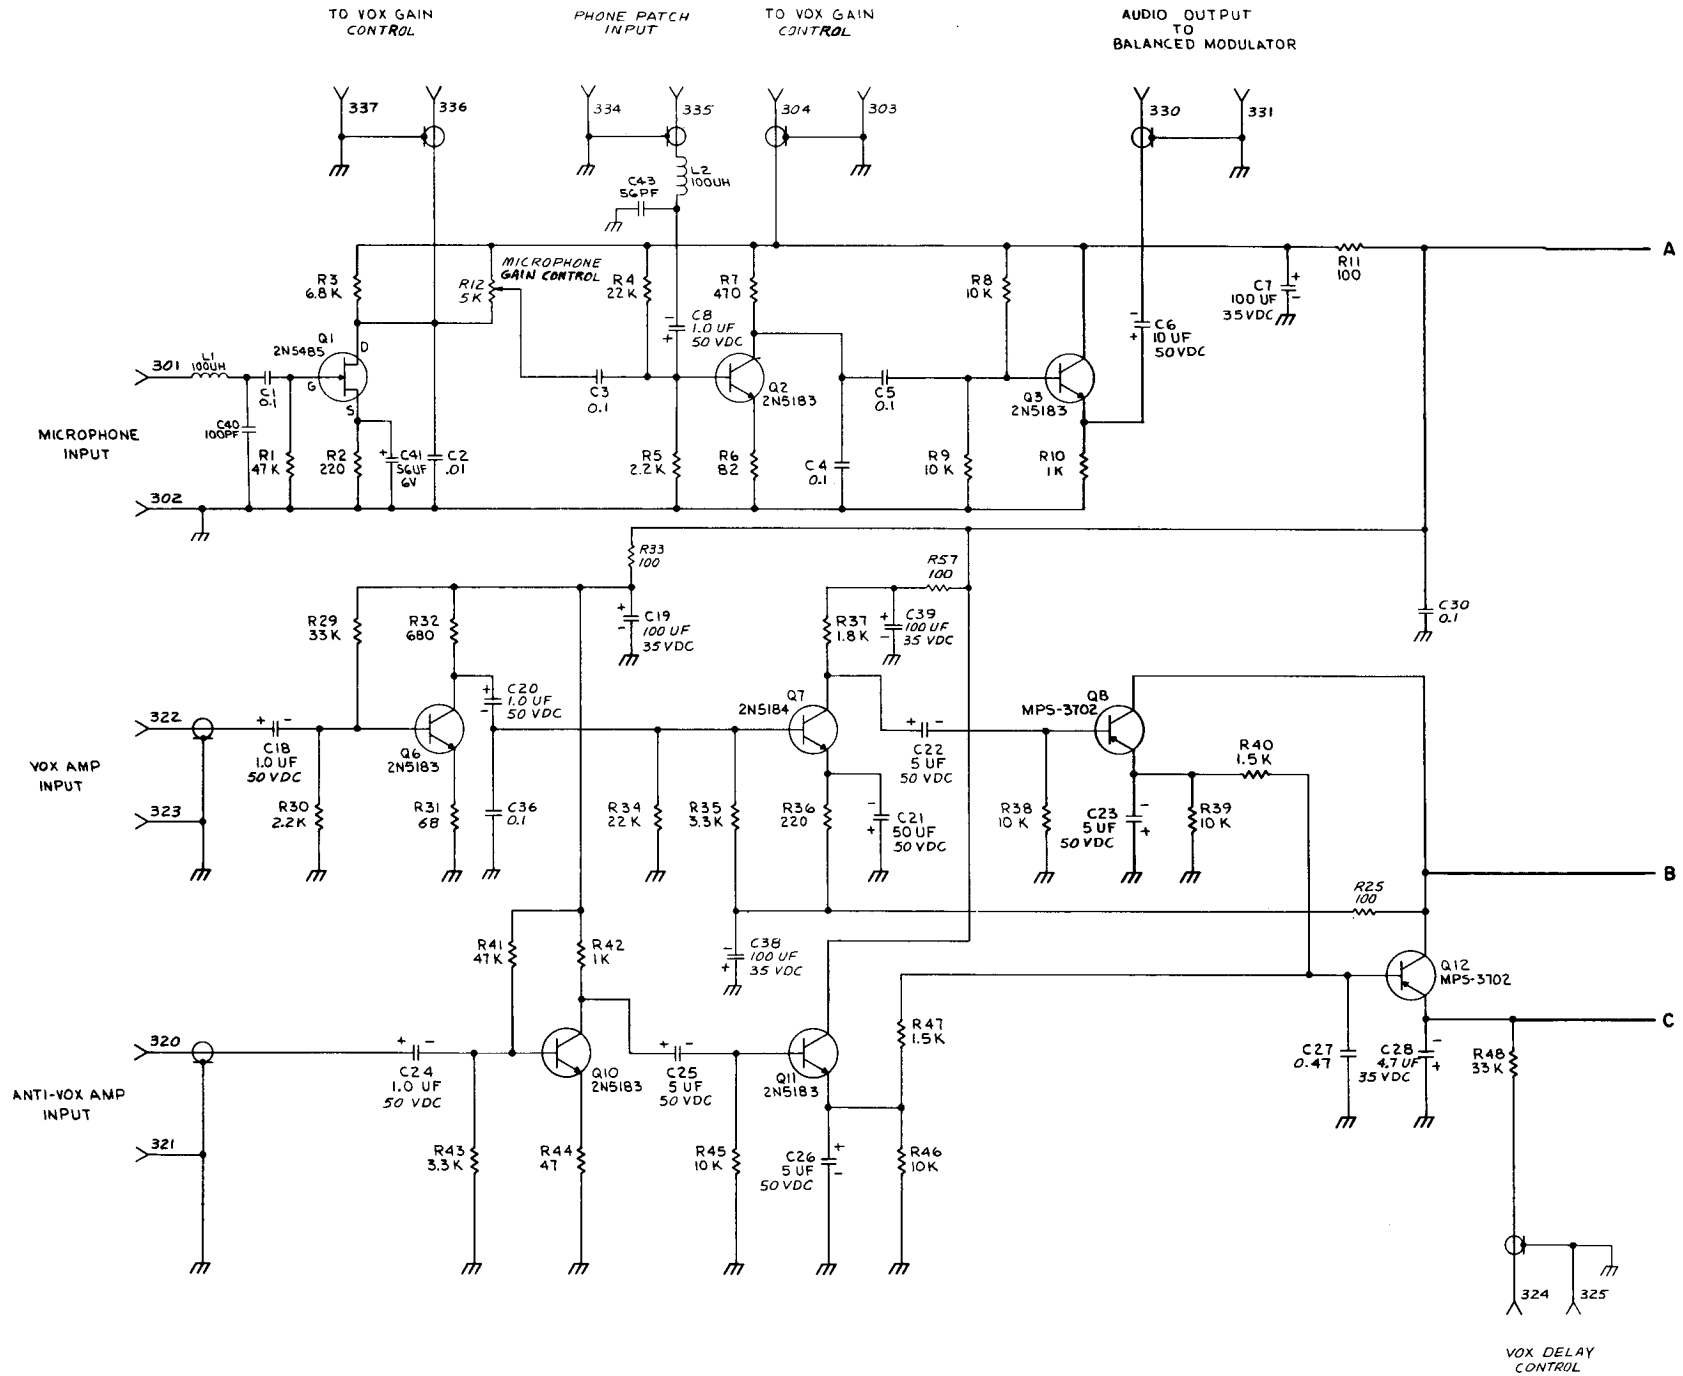 TO VOX GAIN
CONTROL
PHONE PATCH
INPUT
TO VOX GAIN
CONTROL
AUDIO OUTPUT
TO
BALANCED MODULATOR
337
336
334
335
304
303
330
331
L2
100UH
C43
56PF
A
R3
6.8K
R12
5K
MICROPHONE
GAIN CONTROL
R4
22K
C8
1.0 UF
50 VDC
R7
470
R8
10K
C6
10 UF
50VDC
C7
100 UF
35VDC
R11
100
301
L1
100UH
Q1
2N5485
D
G
S
C1
0.1
C40
100PF
C3
0.1
Q2
2N5183
C5
0.1
Q3
2N5183
MICROPHONE
INPUT
R1
47K
R2
220
C41
56UF
6V
C2
.01
R5
2.2K
R6
82
C4
0.1
R9
10K
R10
1K
302
R33
100
R57
100
R29
33K
R32
680
C19
100 UF
35VDC
R37
1.8K
C39
100 UF
35 VDC
C30
0.1
322
C18
1.0 UF
50 VDC
Q6
2N5183
C20
1.0 UF
50 VDC
Q7
2N5184
C22
5 UF
50 VDC
Q8
MPS-3702
R40
1.5K
VOX AMP
INPUT
323
R30
2.2K
R31
68
C36
0.1
R34
22K
R35
3.3K
R36
220
C21
50 UF
50 VDC
R38
10K
C23
5 UF
50 VDC
R39
10K
B
R25
100
R41
47K
R42
1K
C38
100 UF
35 VDC
Q12
MPS-3702
C
320
C24
1.0 UF
50 VDC
Q10
2N5183
C25
5 UF
50 VDC
Q11
2N5183
R47
1.5K
C27
0.47
C28
4.7 UF
35 VDC
R48
33K
ANTI-VOX AMP
INPUT
321
R43
3.3K
R44
47
R45
10K
C26
5 UF
50 VDC
R46
10K
324
325
VOX DELAY
CONTROL